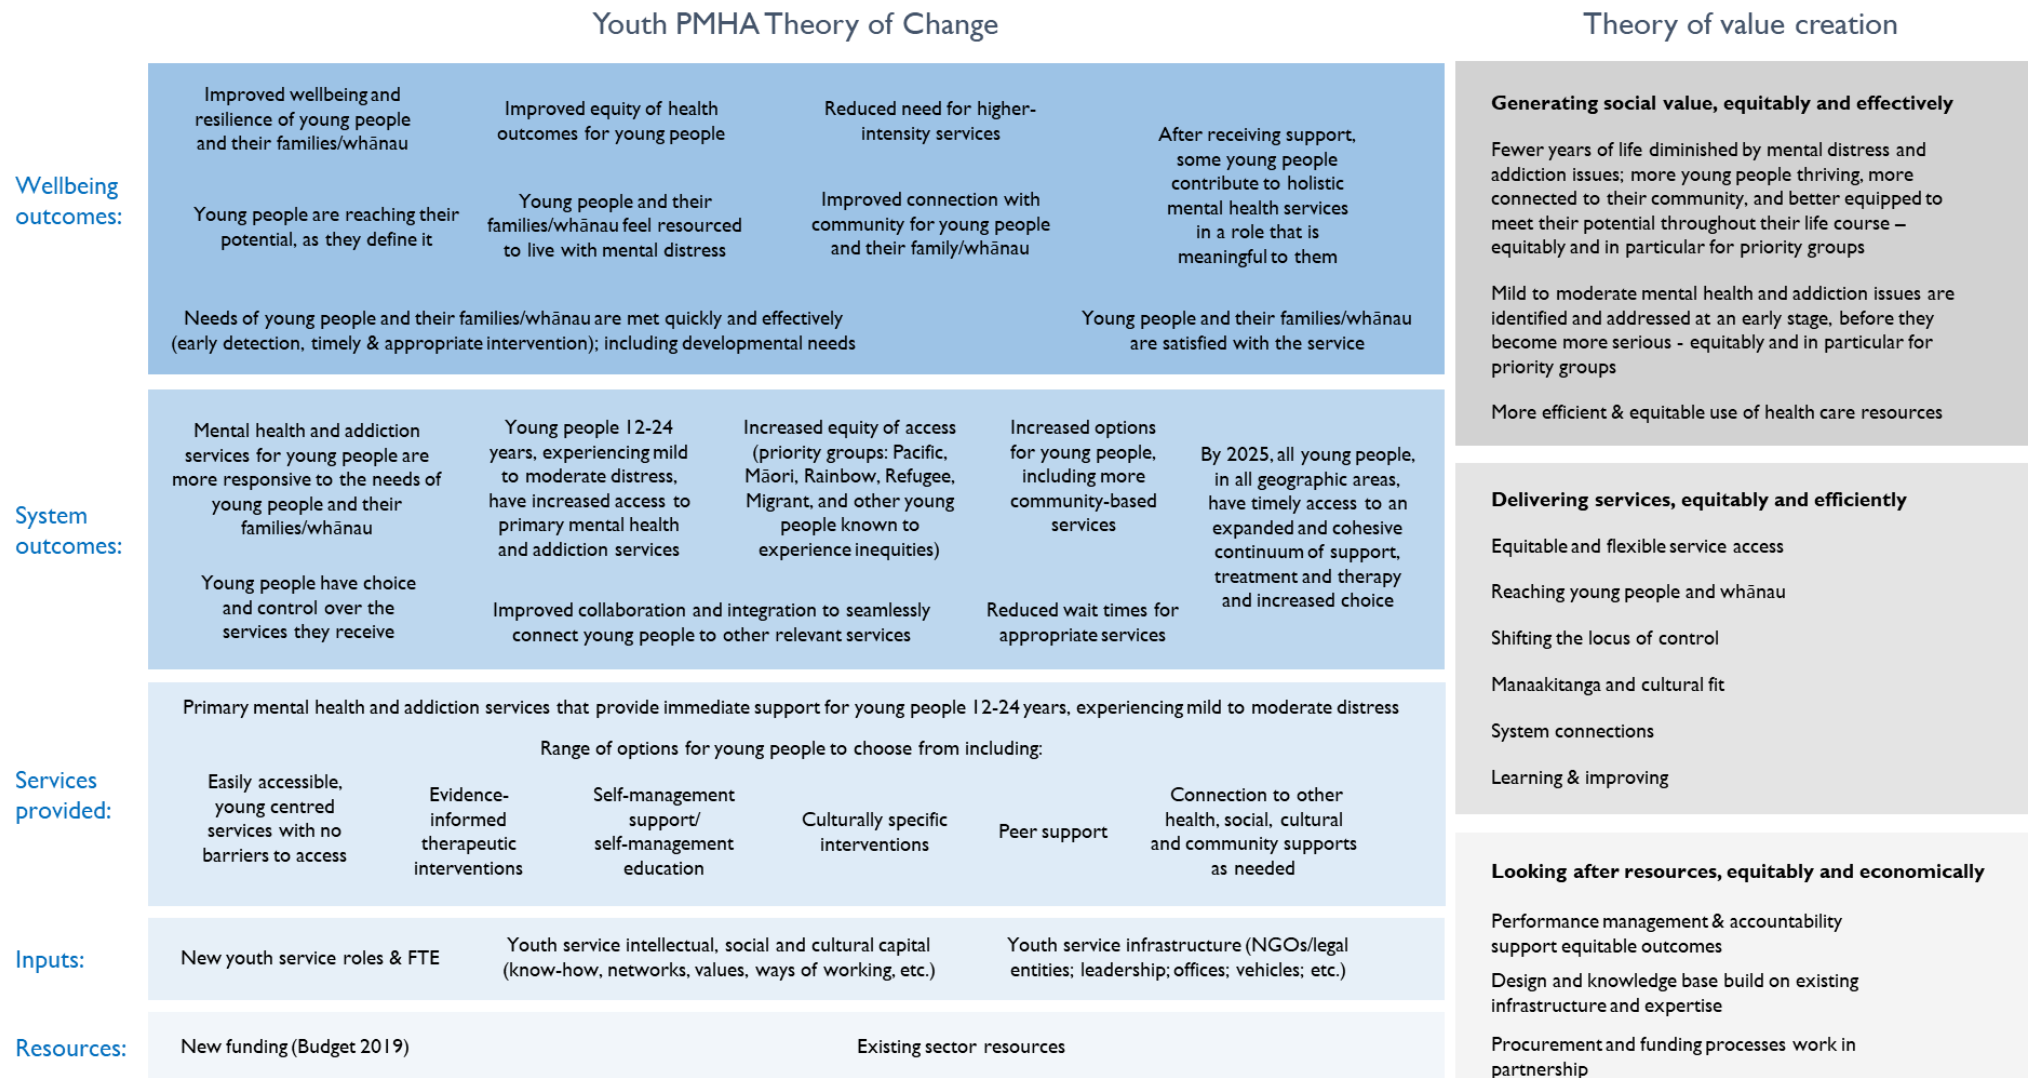 Youth PMHA Theory of Change
Theory of value creation
Wellbeing
outcomes:
Improved wellbeing and
resilience of young people
and their families/whānau
Improved equity of health
outcomes for young people
Reduced need for higher-
intensity services
After receiving support,
some young people
contribute to holistic
mental health services
in a role that is
meaningful to them
Young people are reaching their
potential, as they define it
Young people and their
families/whānau feel resourced
to live with mental distress
Improved connection with
community for young people
and their family/whānau
Needs of young people and their families/whānau are met quickly and effectively
(early detection, timely & appropriate intervention); including developmental needs
Young people and their families/whānau
are satisfied with the service
System
outcomes:
Mental health and addiction
services for young people are
more responsive to the needs of
young people and their
families/whānau
Young people 12-24
years, experiencing mild
to moderate distress,
have increased access to
primary mental health
and addiction services
Increased equity of access
(priority groups: Pacific,
Māori, Rainbow, Refugee,
Migrant, and other young
people known to
experience inequities)
Increased options
for young people,
including more
community-based
services
By 2025, all young people,
in all geographic areas,
have timely access to an
expanded and cohesive
continuum of support,
treatment and therapy
and increased choice
Young people have choice
and control over the
services they receive
Improved collaboration and integration to seamlessly
connect young people to other relevant services
Reduced wait times for
appropriate services
Services
provided:
Primary mental health and addiction services that provide immediate support for young people 12-24 years, experiencing mild to moderate distress
Range of options for young people to choose from including:
Easily accessible,
young centred
services with no
barriers to access
Evidence-
informed
therapeutic
interventions
Self-management
support/
self-management
education
Culturally specific
interventions
Peer support
Connection to other
health, social, cultural
and community supports
as needed
Inputs:
New youth service roles & FTE
Youth service intellectual, social and cultural capital
(know-how, networks, values, ways of working, etc.)
Youth service infrastructure (NGOs/legal
entities; leadership; offices; vehicles; etc.)
Resources:
New funding (Budget 2019)
Existing sector resources
Generating social value, equitably and effectively
Fewer years of life diminished by mental distress and
addiction issues; more young people thriving, more
connected to their community, and better equipped to
meet their potential throughout their life course –
equitably and in particular for priority groups
Mild to moderate mental health and addiction issues are
identified and addressed at an early stage, before they
become more serious - equitably and in particular for
priority groups
More efficient & equitable use of health care resources
Delivering services, equitably and efficiently
Equitable and flexible service access
Reaching young people and whānau
Shifting the locus of control
Manaakitanga and cultural fit
System connections
Learning & improving
Looking after resources, equitably and economically
Performance management & accountability
support equitable outcomes
Design and knowledge base build on existing
infrastructure and expertise
Procurement and funding processes work in
partnership